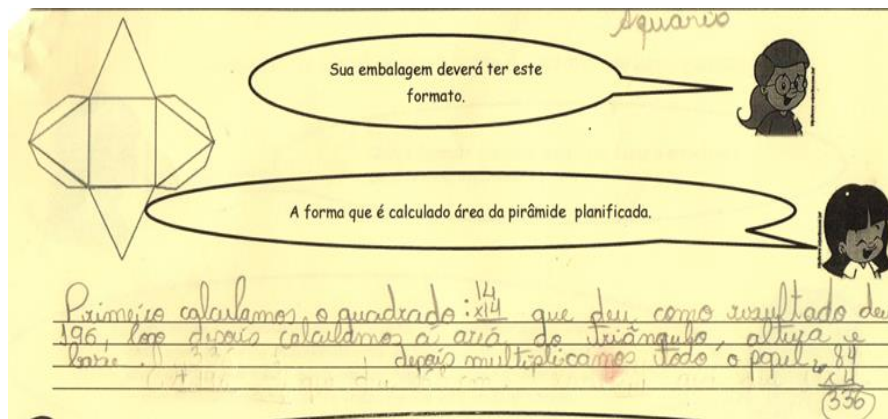 Aquario
Sua embalagem deverá ter este
formato.
A forma que é calculado área da pirâmide planificada.
Primeiro calculamos o quadrado: 14 x14 que deu como resultado deu
196, logo depois calculamos a ariá do triângulo, altura e
base. depois multiplicamos todo o papel 84
x 4
336